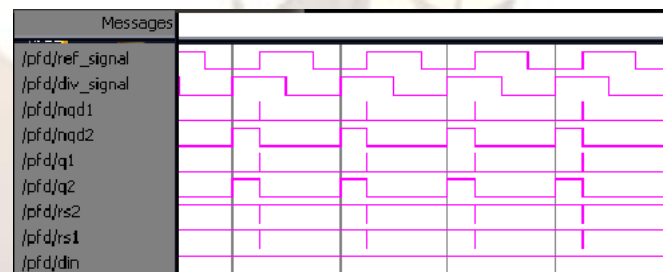 Messages
/pfd/ref_signal
/pfd/div_signal
/pfd/nqd1
/pfd/nqd2
/pfd/q1
/pfd/q2
/pfd/rs2
/pfd/rs1
/pfd/din